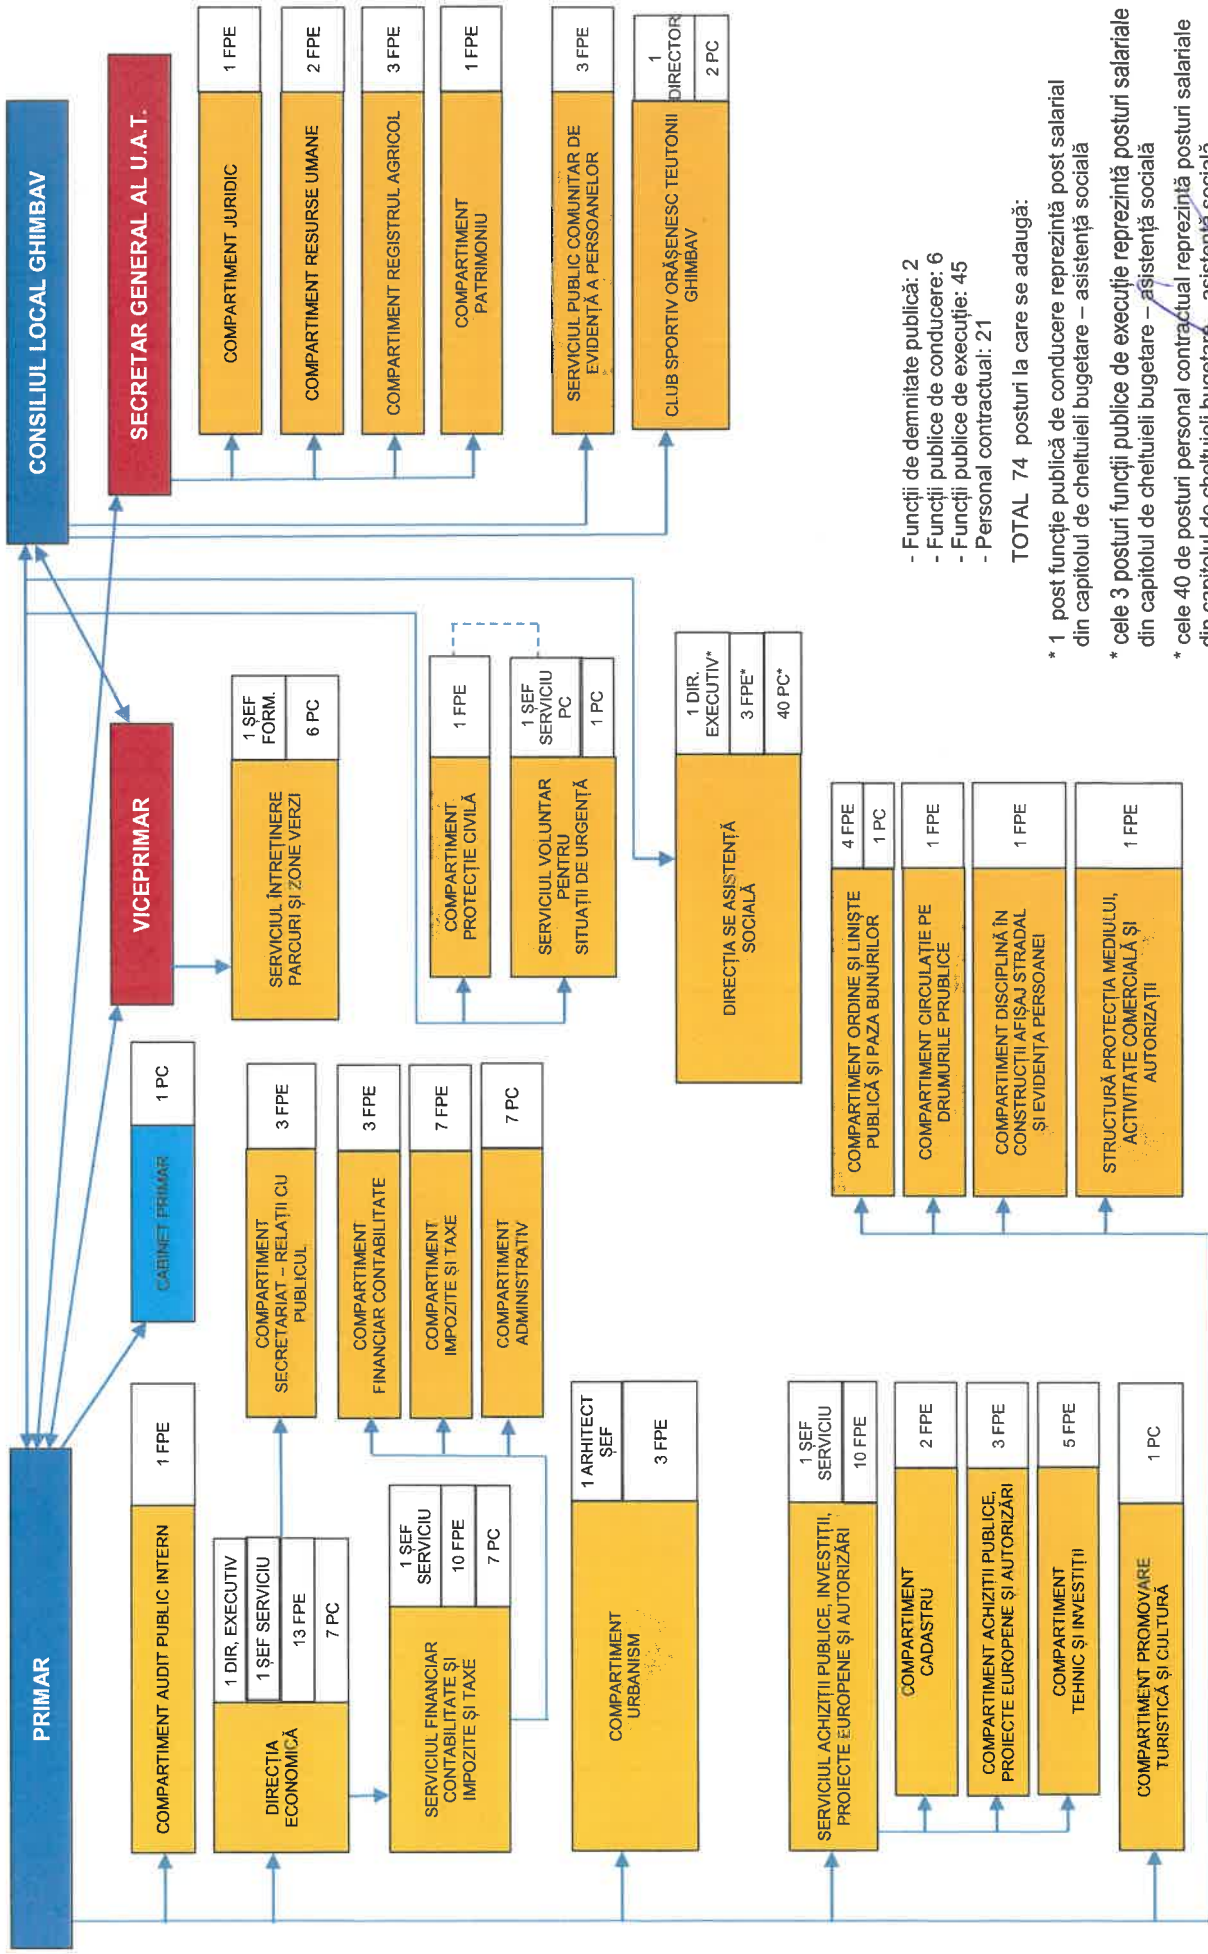 PRIMAR
CONSILIUL LOCAL GHIMBAV
VICEPRIMAR
SECRETAR GENERAL AL U.A.T.
CABINET PRIMAR
1 PC
COMPARTIMENT AUDIT PUBLIC INTERN
1 FPE
DIRECȚIA
ECONOMICĂ
1 DIR, EXECUTIV
1 ȘEF SERVICIU
13 FPE
7 PC
COMPARTIMENT
SECRETARIAT – RELAȚII CU
PUBLICUL
3 FPE
SERVICIUL FINANCIAR
CONTABILITATE ȘI
IMPOZITE ȘI TAXE
1 ȘEF
SERVICIU
10 FPE
7 PC
COMPARTIMENT
FINANCIAR CONTABILITATE
3 FPE
COMPARTIMENT
IMPOZITE ȘI TAXE
7 FPE
COMPARTIMENT
ADMINISTRATIV
7 PC
COMPARTIMENT
URBANISM
1 ARHITECT
ȘEF
3 FPE
SERVICIUL ACHIZIȚII PUBLICE, INVESTIȚII,
PROIECTE EUROPENE ȘI AUTORIZĂRI
1 ȘEF
SERVICIU
10 FPE
COMPARTIMENT
CADASTRU
2 FPE
COMPARTIMENT ACHIZIȚII PUBLICE,
PROIECTE EUROPENE ȘI AUTORIZĂRI
3 FPE
COMPARTIMENT
TEHNIC ȘI INVESTIȚII
5 FPE
COMPARTIMENT PROMOVARE
TURISTICĂ ȘI CULTURĂ
1 PC
SERVICIUL ÎNTREȚINERE
PARCURI ȘI ZONE VERZI
1 ȘEF
FORM.
6 PC
COMPARTIMENT
PROTECȚIE CIVILĂ
1 FPE
SERVICIUL VOLUNTAR
PENTRU
SITUAȚII DE URGENȚĂ
1 ȘEF
SERVICIU
PC
1 PC
DIRECȚIA SE ASISTENȚĂ
SOCIALĂ
1 DIR.
EXECUTIV*
3 FPE*
40 PC*
COMPARTIMENT ORDINE ȘI LINIȘTE
PUBLICĂ ȘI PAZA BUNURILOR
4 FPE
1 PC
COMPARTIMENT CIRCULAȚIE PE
DRUMURILE PRUBLICE
1 FPE
COMPARTIMENT DISCIPLINĂ ÎN
CONSTRUCTII AFIȘAJ STRADAL
ȘI EVIDENȚA PERSOANEI
1 FPE
STRUCTURĂ PROTECȚIA MEDIULUI,
ACTIVITATE COMERCIALĂ ȘI
AUTORIZAȚII
1 FPE
COMPARTIMENT JURIDIC
1 FPE
COMPARTIMENT RESURSE UMANE
2 FPE
COMPARTIMENT REGISTRUL AGRICOL
3 FPE
COMPARTIMENT
PATRIMONIU
1 FPE
SERVICIUL PUBLIC COMUNITAR DE
EVIDENȚĂ A PERSOANELOR
3 FPE
CLUB SPORTIV ORĂȘENESC TEUTONII
GHIMBAV
1
DIRECTOR
2 PC
- Funcții de demnitate publică: 2
- Funcții publice de conducere: 6
- Funcții publice de execuție: 45
- Personal contractual: 21
TOTAL 74 posturi la care se adaugă:
* 1 post funcție publică de conducere reprezintă post salarial
din capitolul de cheltuieli bugetare – asistență socială
* cele 3 posturi funcții publice de execuție reprezintă posturi salariale
din capitolul de cheltuieli bugetare – asistență socială
* cele 40 de posturi personal contractual reprezintă posturi salariale
din capitolul de cheltuieli bugetare – asistență socială